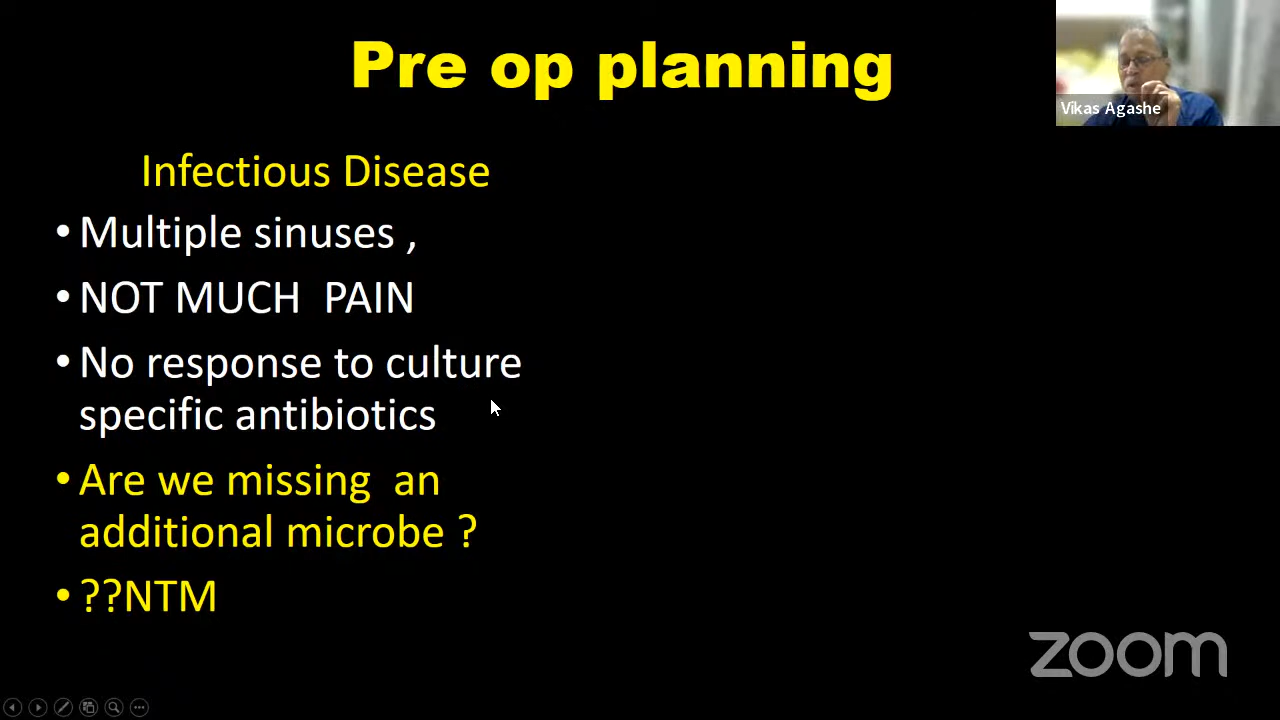 Pre op planning
Vikas Agashe
Infectious Disease
• Multiple sinuses ,
• NOT MUCH  PAIN
• No response to culture
specific antibiotics
• Are we missing  an
additional microbe ?
• ??NTM
zoom